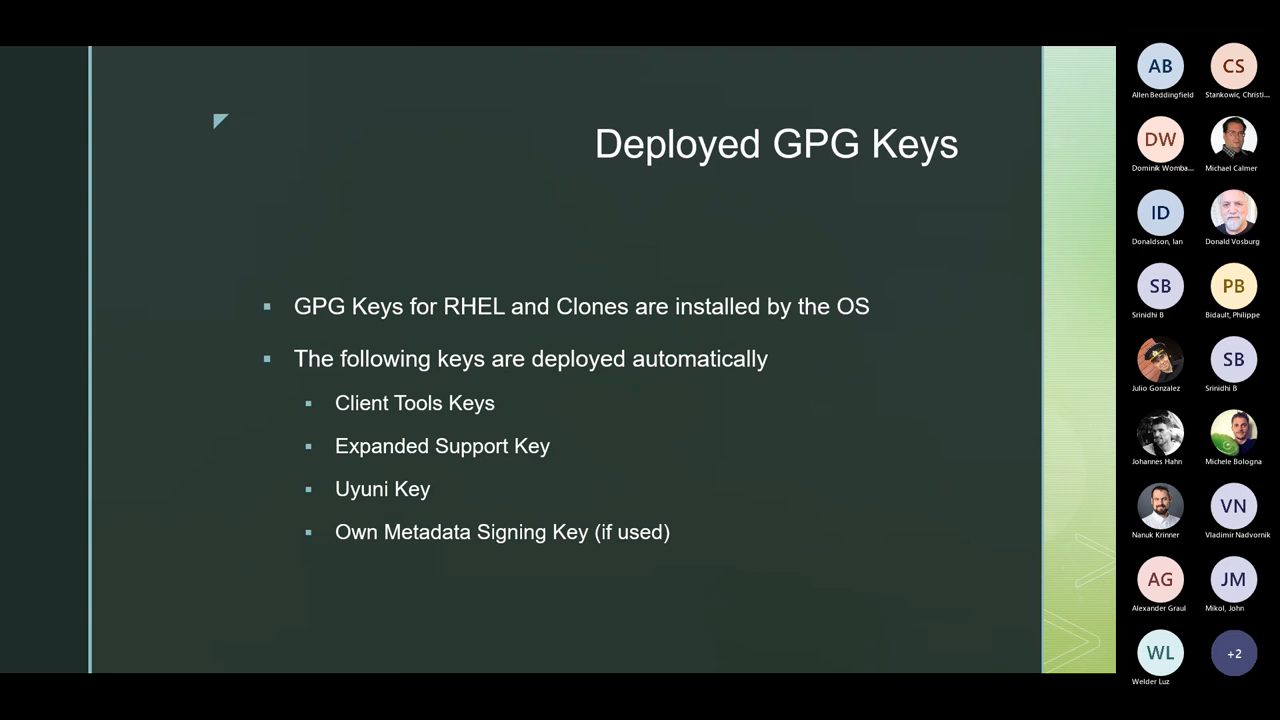 Deployed GPG Keys
GPG Keys for RHEL and Clones are installed by the OS
The following keys are deployed automatically
Client Tools Keys
Expanded Support Key
Uyuni Key
Own Metadata Signing Key (if used)
AB
CS
Allen Beddingfield
Stankowic, Christi...
DW
Dominik Womba...
Michael Calmer
ID
Donaldson, Ian
Donald Vosburg
SB
PB
Srinidhi B
Bidault, Philippe
SB
Julio Gonzalez
Srinidhi B
Johannes Hahn
Michele Bologna
VN
Nanuk Krinner
Vladimir Nadvornik
AG
JM
Alexander Graul
Mikol, John
WL
+2
Welder Luz